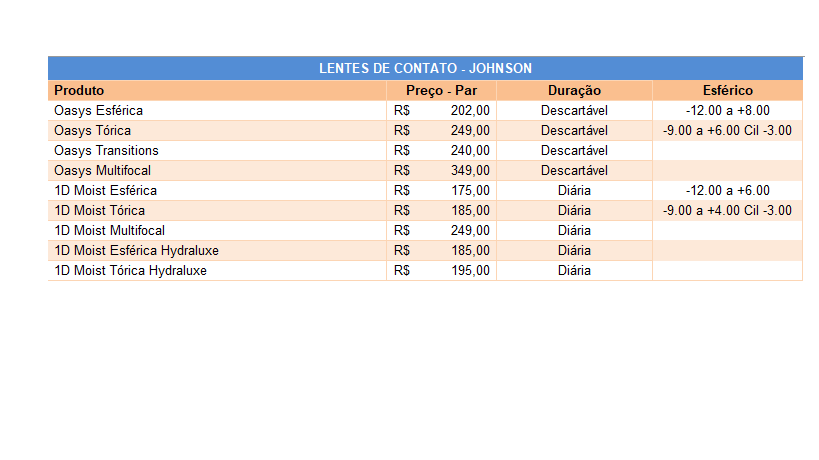 LENTES DE CONTATO - JOHNSON
Produto Preço - Par Duração Esférico
Oasys Esférica R$ 202,00 Descartável -12.00 a +8.00
Oasys Tórica R$ 249,00 Descartável -9.00 a +6.00 Cil -3.00
Oasys Transitions R$ 240,00 Descartável
Oasys Multifocal R$ 349,00 Descartável
1D Moist Esférica R$ 175,00 Diária -12.00 a +6.00
1D Moist Tórica R$ 185,00 Diária -9.00 a +4.00 Cil -3.00
1D Moist Multifocal R$ 249,00 Diária
1D Moist Esférica Hydraluxe R$ 185,00 Diária
1D Moist Tórica Hydraluxe R$ 195,00 Diária